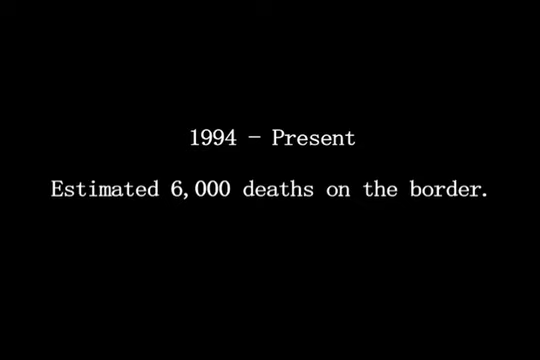 1994 - Present
Estimated 6,000 deaths on the border.